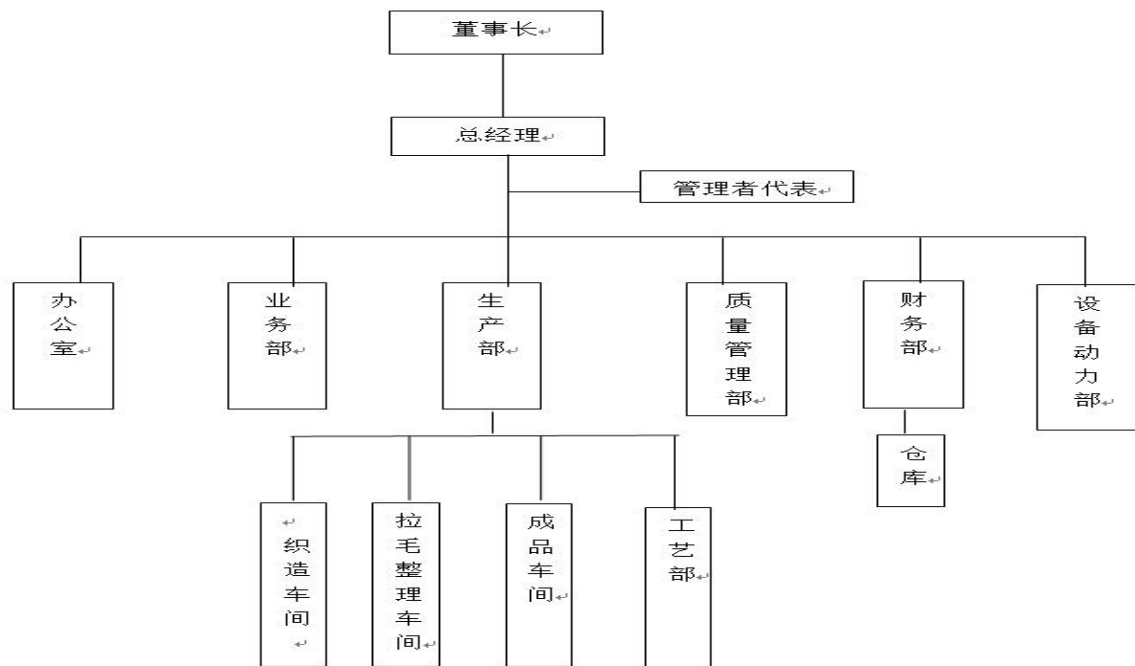 董事长
总经理
管理者代表
办公室
业务部
生产部
质量管理部
财务部
设备动力部
仓库
织造车间
拉毛整理车间
成品车间
工艺部